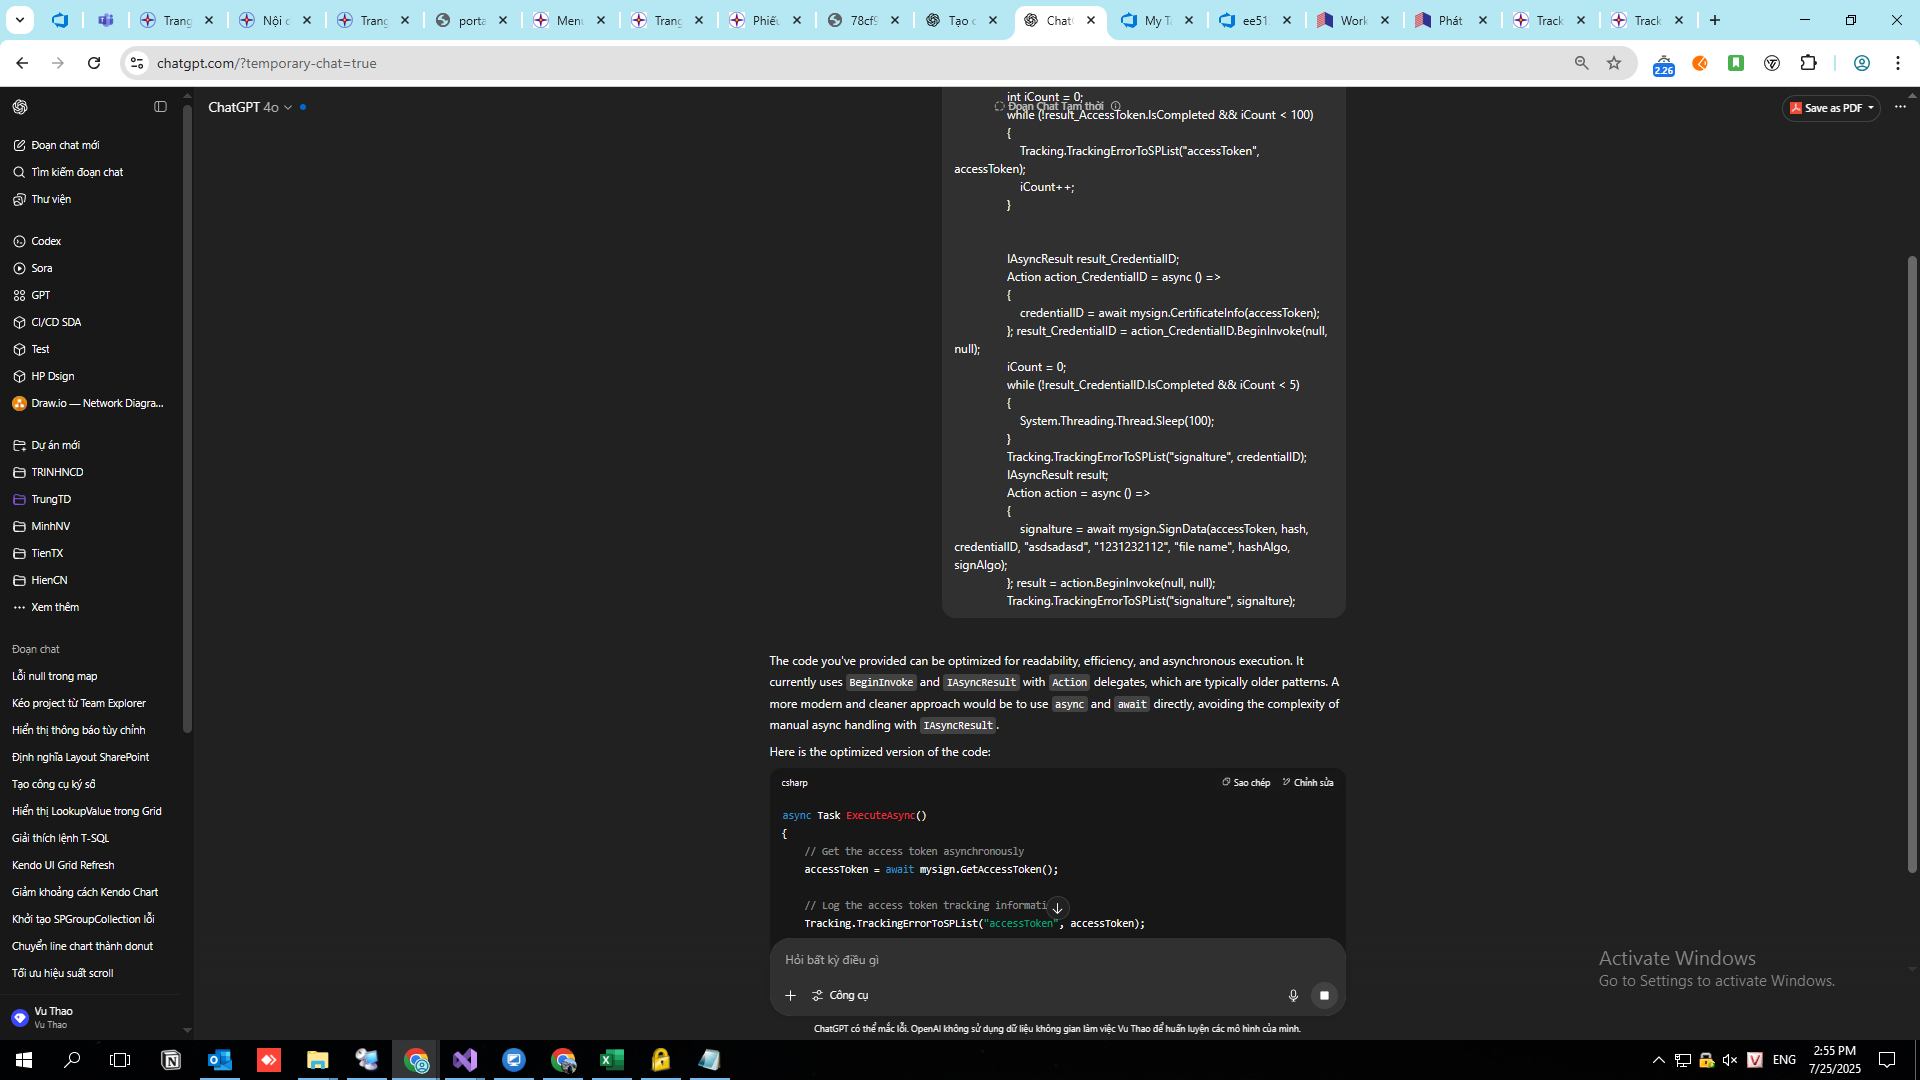 Trang
Nội c
Trang
porta
Menu
Trang
Phiếu
78cf9
Tạo c
Chat
My Ta
ee51
Work
Phát
Track
Track
chatgpt.com/?temporary-chat=true
2.26
ChatGPT 4o
Đoạn Chat Tạm thời
Save as PDF
Đoạn chat mới
Tìm kiếm đoạn chat
Thư viện
Codex
Sora
GPT
CI/CD SDA
Test
HP Dsign
Draw.io — Network Diagra...
Dự án mới
TRINHNCD
TrungTD
MinhNV
TienTX
HienCN
Xem thêm
Đoạn chat
Lỗi null trong map
Kéo project từ Team Explorer
Hiển thị thông báo tùy chỉnh
Định nghĩa Layout SharePoint
Tạo công cụ ký số
Hiển thị LookupValue trong Grid
Giải thích lệnh T-SQL
Kendo UI Grid Refresh
Giảm khoảng cách Kendo Chart
Khởi tạo SPGroupCollection lỗi
Chuyển line chart thành donut
Tối ưu hiệu suất scroll
Vu Thao
Vu Thao
int iCount = 0;
while (!result_AccessToken.IsCompleted && iCount < 100)
{
Tracking.TrackingErrorToSPList("accessToken",
accessToken);
iCount++;
}
IAsyncResult result_CredentialID;
Action action_CredentialID = async () =>
{
credentialID = await mysign.CertificateInfo(accessToken);
}; result_CredentialID = action_CredentialID.BeginInvoke(null,
null);
iCount = 0;
while (!result_CredentialID.IsCompleted && iCount < 5)
{
System.Threading.Thread.Sleep(100);
}
Tracking.TrackingErrorToSPList("signalture", credentialID);
IAsyncResult result;
Action action = async () =>
{
signalture = await mysign.SignData(accessToken, hash,
credentialID, "asdsadasd", "1231232112", "file name", hashAlgo,
signAlgo);
}; result = action.BeginInvoke(null, null);
Tracking.TrackingErrorToSPList("signalture", signalture);
The code you've provided can be optimized for readability, efficiency, and asynchronous execution. It
currently uses BeginInvoke and IAsyncResult with Action delegates, which are typically older patterns. A
more modern and cleaner approach would be to use async and await directly, avoiding the complexity of
manual async handling with IAsyncResult.
Here is the optimized version of the code:
csharp
Sao chép
Chỉnh sửa
async Task ExecuteAsync()
{
// Get the access token asynchronously
accessToken = await mysign.GetAccessToken();
// Log the access token tracking informati
Tracking.TrackingErrorToSPList("accessToken", accessToken);
Hỏi bất kỳ điều gì
Công cụ
ChatGPT có thể mắc lỗi. OpenAI không sử dụng dữ liệu không gian làm việc Vu Thao để huấn luyện các mô hình của mình.
Activate Windows
Go to Settings to activate Windows.
ENG
2:55 PM
7/25/2025